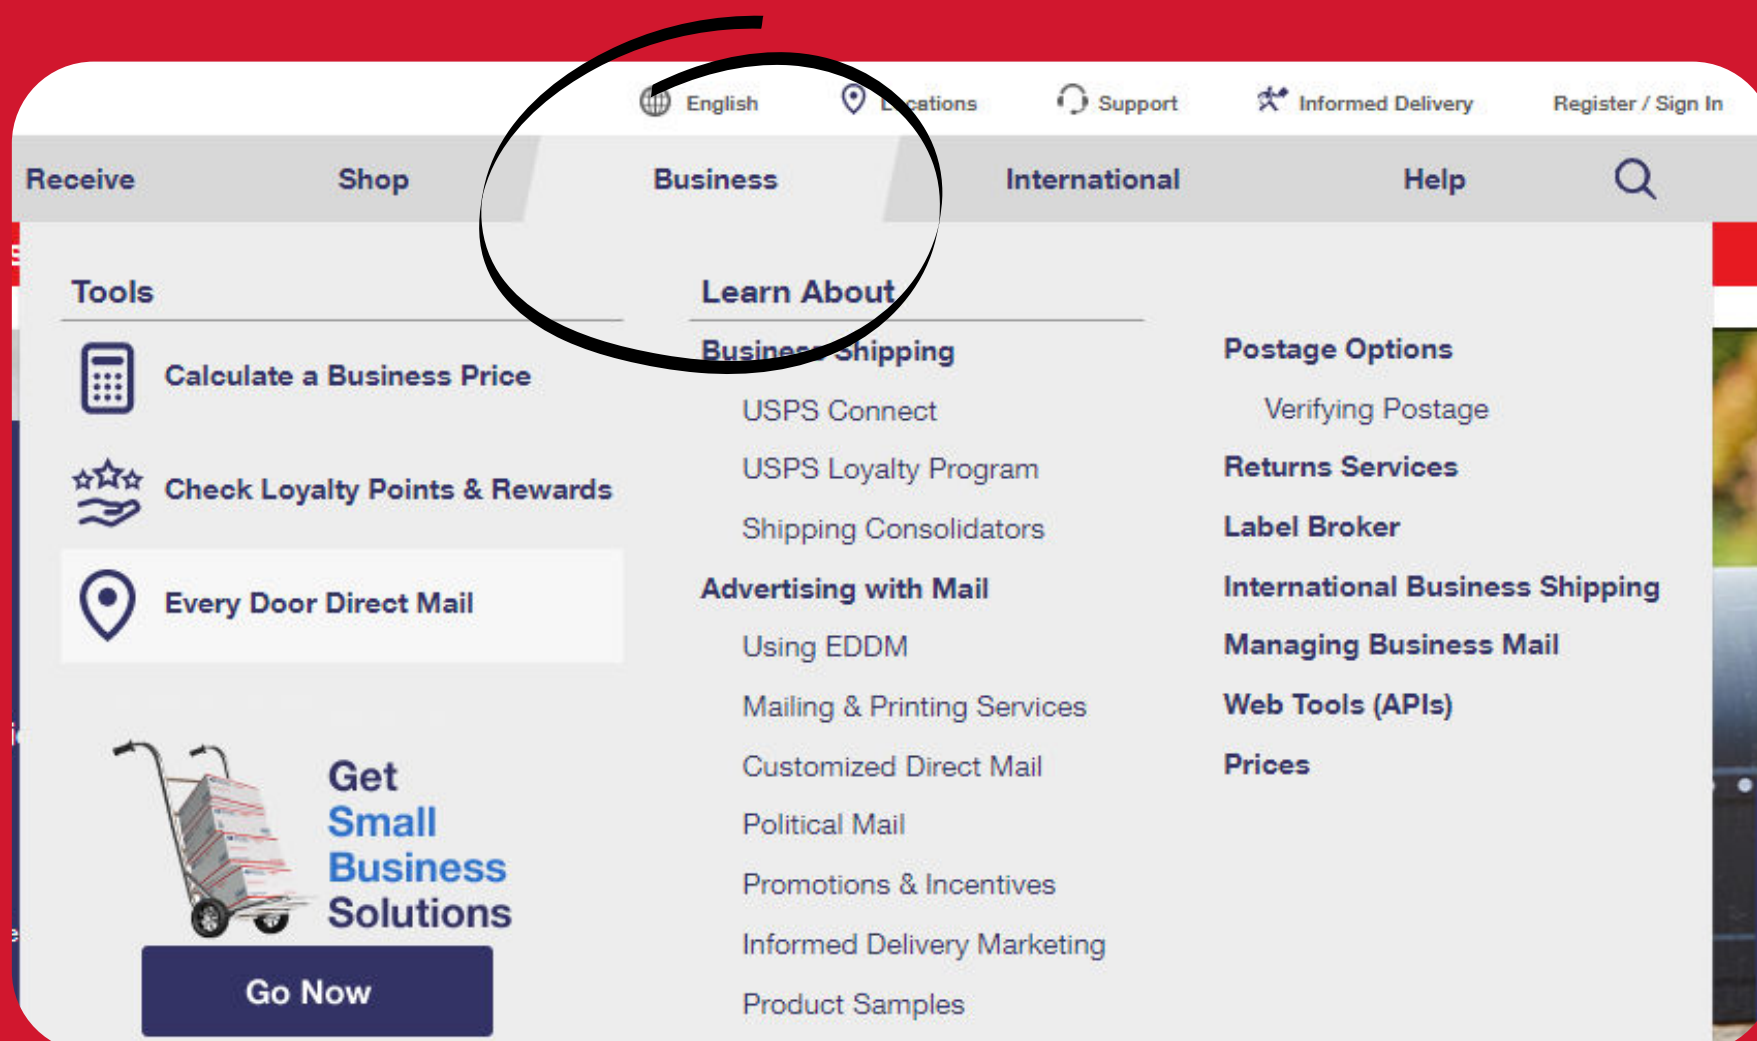 English
Locations
Support
Informed Delivery
Register / Sign In
Receive
Shop
Business
International
Help
Tools
Calculate a Business Price
Check Loyalty Points & Rewards
Every Door Direct Mail
Get
Small
Business
Solutions
Go Now
Learn About
Business Shipping
USPS Connect
USPS Loyalty Program
Shipping Consolidators
Advertising with Mail
Using EDDM
Mailing & Printing Services
Customized Direct Mail
Political Mail
Promotions & Incentives
Informed Delivery Marketing
Product Samples
Postage Options
Verifying Postage
Returns Services
Label Broker
International Business Shipping
Managing Business Mail
Web Tools (APIs)
Prices